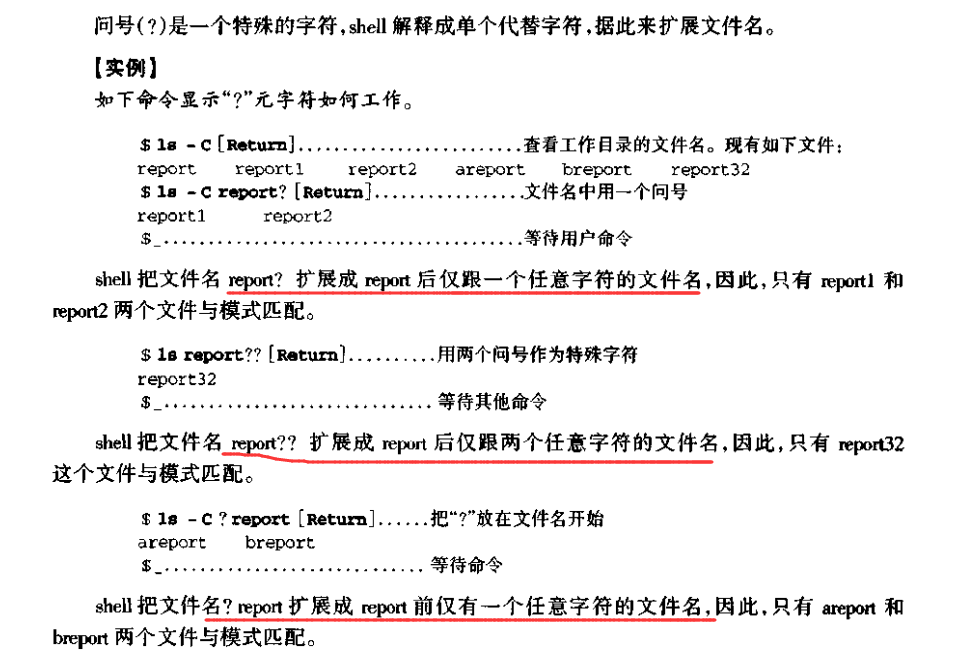 问号(?)是一个特殊的字符,shell 解释成单个代替字符,据此来扩展文件名。
【实例】
如下命令显示“?”元字符如何工作。
$ ls - C [Return].........................查看工作目录的文件名。现有如下文件:
report report1 report2 areport breport report32
$ ls - C report? [Return].................文件名中用一个问号
report1 report2
$_.......................................等待用户命令
shell 把文件名 report? 扩展成 report 后仅跟一个任意字符的文件名,因此,只有 report1 和
report2 两个文件与模式匹配。
$ ls report?? [Return]..........用两个问号作为特殊字符
report32
$_............................. 等待其他命令
shell 把文件名 report?? 扩展成 report 后仅跟两个任意字符的文件名,因此,只有 report32
这个文件与模式匹配。
$ ls - C ? report [Return]......把“?”放在文件名开始
areport breport
$_............................ 等待命令
shell 把文件名? report 扩展成 report 前仅有一个任意字符的文件名,因此,只有 areport 和
breport 两个文件与模式匹配。